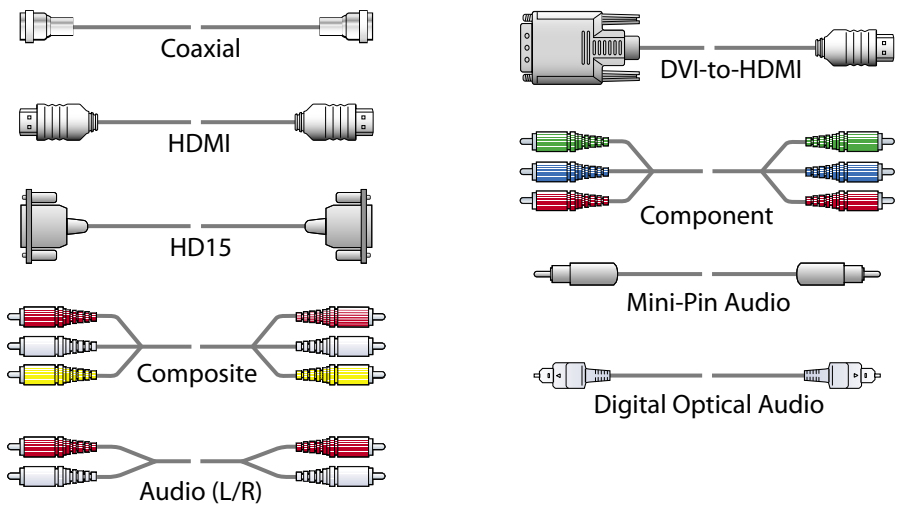 Coaxial
HDMI
HD15
Composite
Audio (L/R)
DVI-to-HDMI
Component
Mini-Pin Audio
Digital Optical Audio